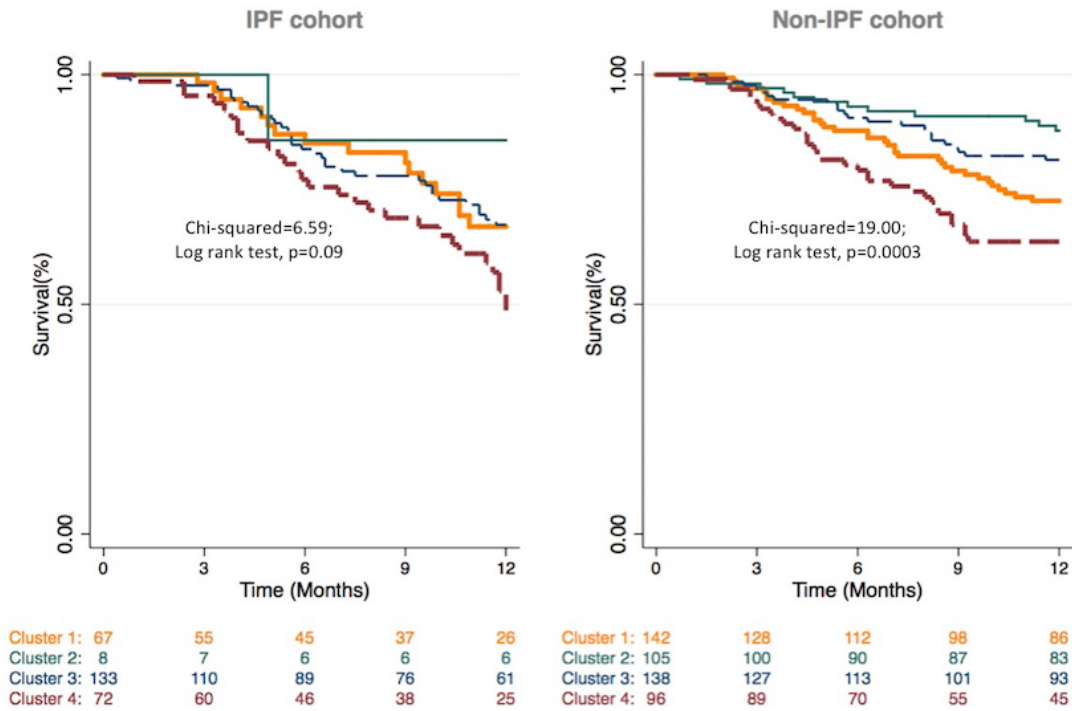 IPF cohort
Survival(%)
1.00
0.50
0.00
Chi-squared=6.59;
Log rank test, p=0.09
0 3 6 9 12
Time (Months)
Cluster 1: 67 55 45 37 26
Cluster 2: 8 7 6 6 6
Cluster 3: 133 110 89 76 61
Cluster 4: 72 60 46 38 25
Non-IPF cohort
Survival(%)
1.00
0.50
0.00
Chi-squared=19.00;
Log rank test, p=0.0003
0 3 6 9 12
Time (Months)
Cluster 1: 142 128 112 98 86
Cluster 2: 105 100 90 87 83
Cluster 3: 138 127 113 101 93
Cluster 4: 96 89 70 55 45